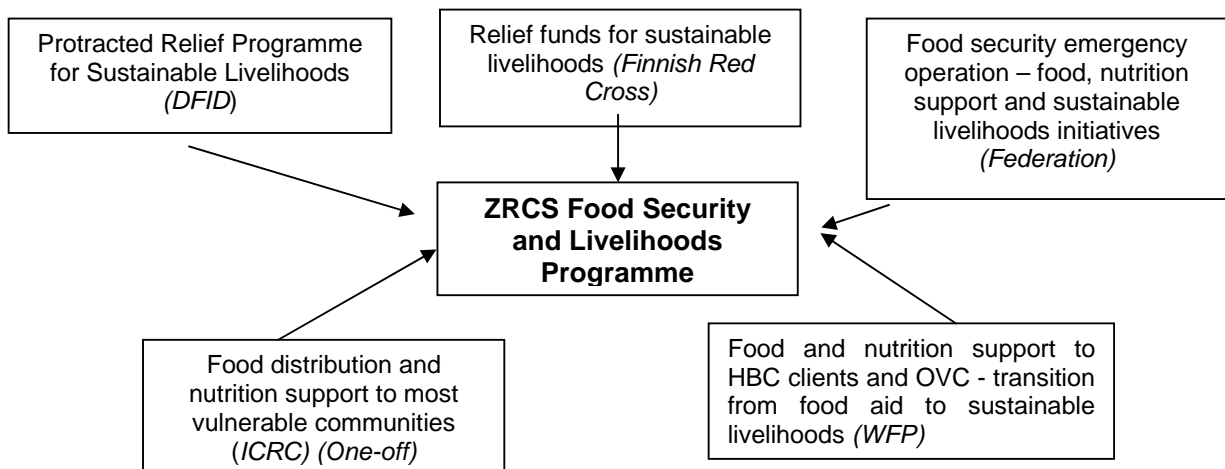 Protracted Relief Programme
for Sustainable Livelihoods
(DFID)
Relief funds for sustainable
livelihoods (Finnish Red
Cross)
Food security emergency
operation – food, nutrition
support and sustainable
livelihoods initiatives
(Federation)
ZRCS Food Security
and Livelihoods
Programme
Food distribution and
nutrition support to most
vulnerable communities
(ICRC) (One-off)
Food and nutrition support to
HBC clients and OVC - transition
from food aid to sustainable
livelihoods (WFP)